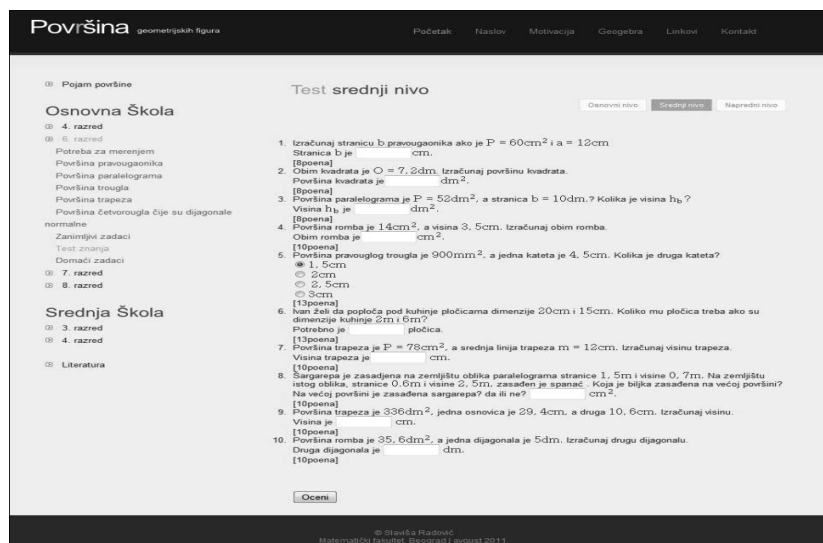 Površina geometrijskih figura
Početak Naslov Motivacija Geogebra Linkovi Kontakt
Pojam površine
Osnovna Škola
4. razred
6. razred
Potreba za merenjem
Površina pravougaonika
Površina paralelograma
Površina trougla
Površina trapeza
Površina četvorougla čije su dijagonale
normalne
Zanimljivi zadaci
Test znanja
Domaći zadaci
7. razred
8. razred
Srednja Škola
3. razred
4. razred
Literatura
Test srednji nivo
Osnovni nivo Srednji nivo Napredni nivo
1. Izračunaj stranicu b pravougaonika ako je P = 60cm² i a = 12cm
Stranica b je cm.
[8poena]
2. Obim kvadrata je O = 7, 2dm. Izračunaj površinu kvadrata.
Površina kvadrata je dm².
[8poena]
3. Površina paralelograma je P = 52dm², a stranica b = 10dm.? Kolika je visina h_b ?
Visina h_b je dm².
[8poena]
4. Površina romba je 14cm², a visina 3, 5cm. Izračunaj obim romba.
Obim romba je cm².
[10poena]
5. Površina pravouglog trougla je 900mm², a jedna kateta je 4, 5cm. Kolika je druga kateta?
1, 5cm
2cm
2, 5cm
3cm
[13poena]
6. Ivan želi da poploča pod kuhinje pločicama dimenzije 20cm i 15cm. Koliko mu pločica treba ako su
dimenzije kuhinje 2m i 6m?
Potrebno je pločica.
[13poena]
7. Površina trapeza je P = 78cm², a srednja linija trapeza m = 12cm. Izračunaj visinu trapeza.
Visina trapeza je cm.
[10poena]
8. Šargarepa je zasadjena na zemljištu oblika paralelograma stranice 1, 5m i visine 0, 7m. Na zemljištu
istog oblika, stranice 0.6m i visine 2, 5m, zasađen je spanać . Koja je biljka zasađena na većoj površini?
Na većoj površini je zasađena sargarepa? da ili ne? cm².
[10poena]
9. Površina trapeza je 336dm², jedna osnovica je 29, 4cm, a druga 10, 6cm. Izračunaj visinu.
Visina je cm.
[10poena]
10. Površina romba je 35, 6dm², a jedna dijagonala je 5dm. Izračunaj drugu dijagonalu.
Druga dijagonala je dm.
[10poena]
Oceni
© Slaviša Radović
Matematički fakultet, Beograd | avgust 2011.